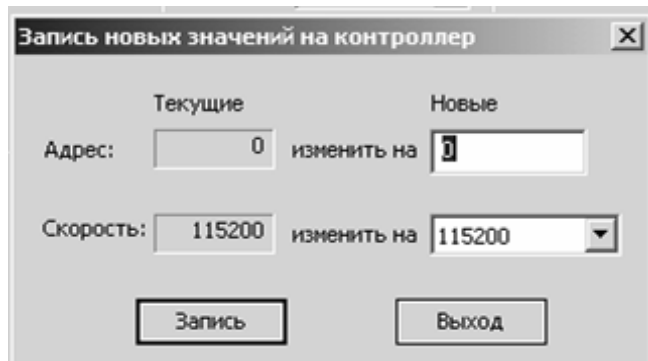 Запись новых значений на контроллер
Текущие Новые
Адрес: 0 изменить на 0
Скорость: 115200 изменить на 115200
Запись Выход